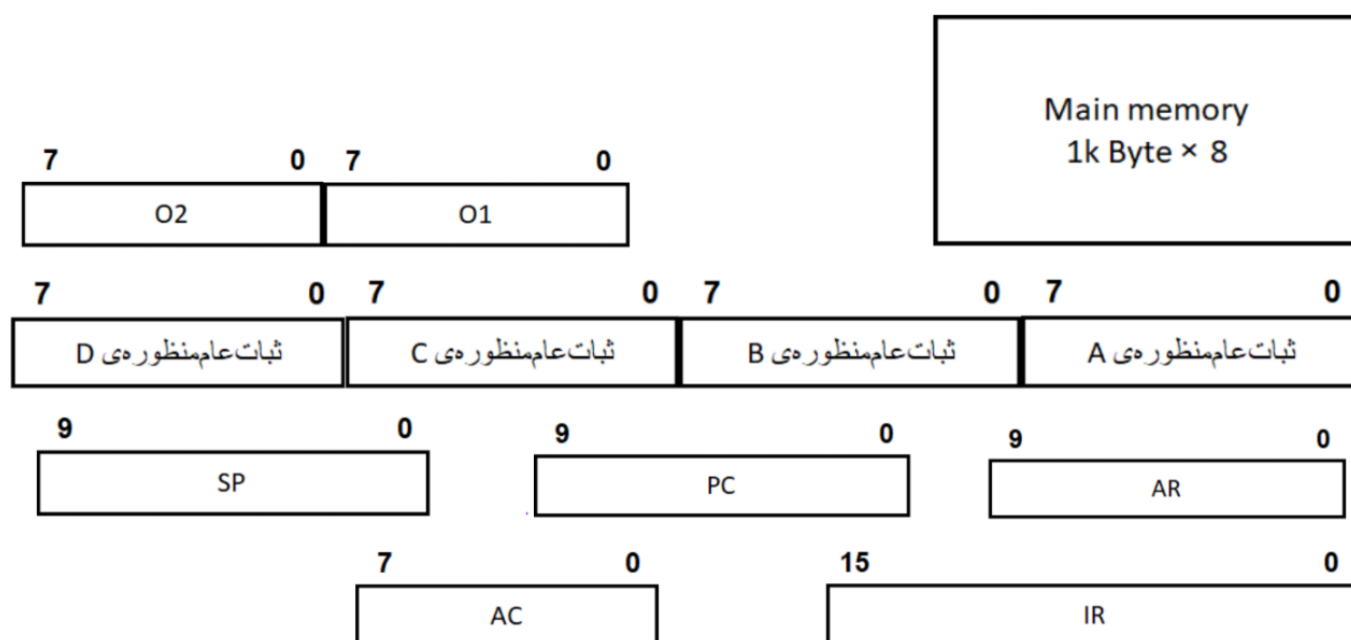 Main memory
1k Byte × 8
7 0 7 0
O2 O1
7 0 7 0 7 0 7 0
ثبات عام‌منظوره‌ی D ثبات عام‌منظوره‌ی C ثبات عام‌منظوره‌ی B ثبات عام‌منظوره‌ی A
9 0 9 0 9 0
SP PC AR
7 0 15 0
AC IR